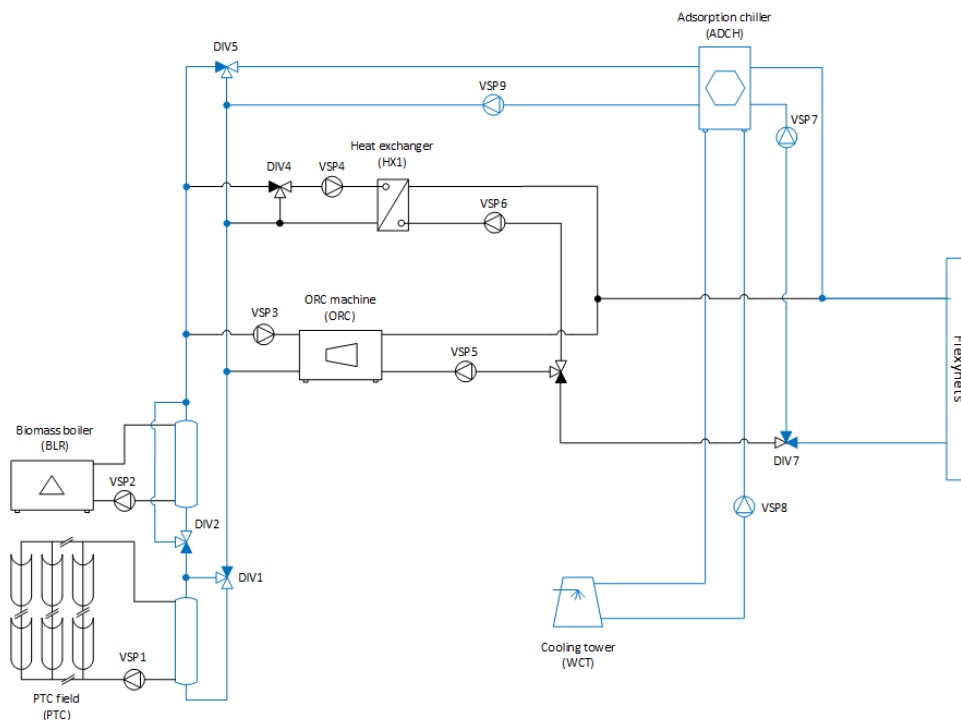 Adsorption chiller
(ADCH)
DIV5
VSP9
VSP7
Heat exchanger
(HX1)
DIV4
VSP4
VSP6
ORC machine
(ORC)
VSP3
VSP5
Flexynets
Biomass boiler
(BLR)
VSP2
DIV7
VSP8
DIV2
DIV1
VSP1
Cooling tower
(WCT)
PTC field
(PTC)